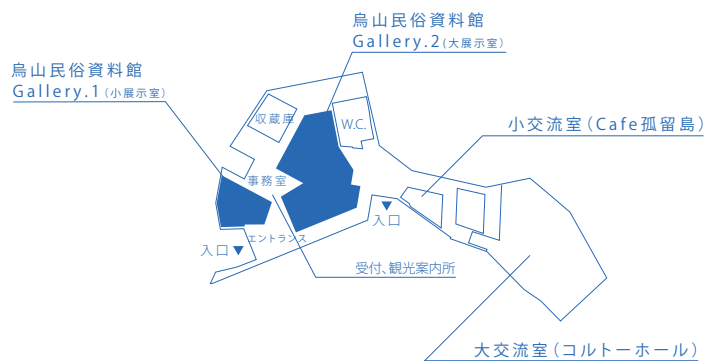 烏山民俗資料館
Gallery.2(大展示室)
烏山民俗資料館
Gallery.1(小展示室)
収蔵庫
W.C.
小交流室(Cafe孤留島)
事務室
入口
エントランス
入口
受付、観光案内所
大交流室(コルトーホール)